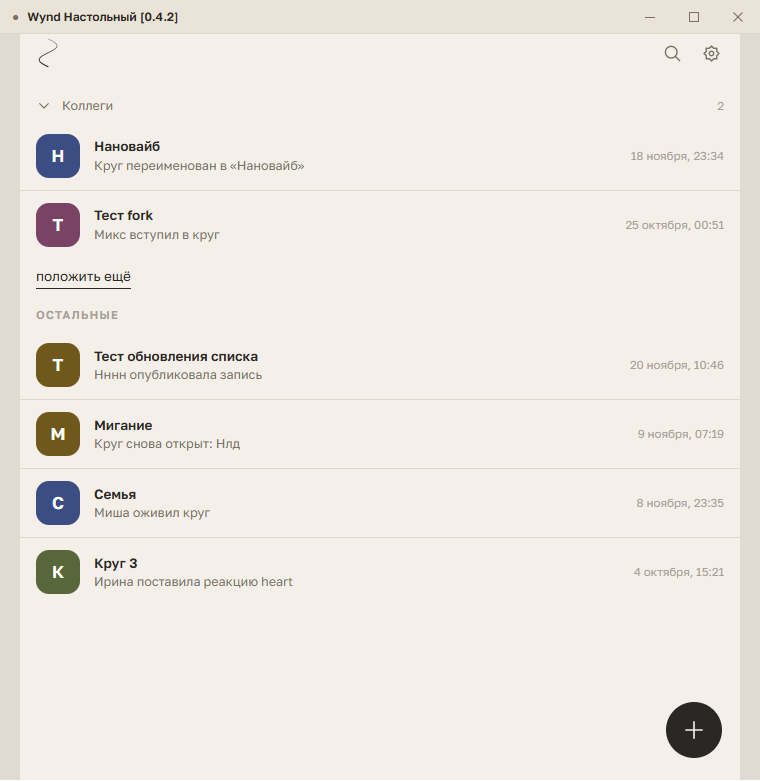 Wynd Настольный [0.4.2]
Коллеги 2
Н
Нановайб
Круг переименован в «Нановайб»
18 ноября, 23:34
Т
Тест fork
Микс вступил в круг
25 октября, 00:51
положить ещё
ОСТАЛЬНЫЕ
Т
Тест обновления списка
Нннн опубликовала запись
20 ноября, 10:46
М
Мигание
Круг снова открыт: Нлд
9 ноября, 07:19
С
Семья
Миша оживил круг
8 ноября, 23:35
К
Круг 3
Ирина поставила реакцию heart
4 октября, 15:21